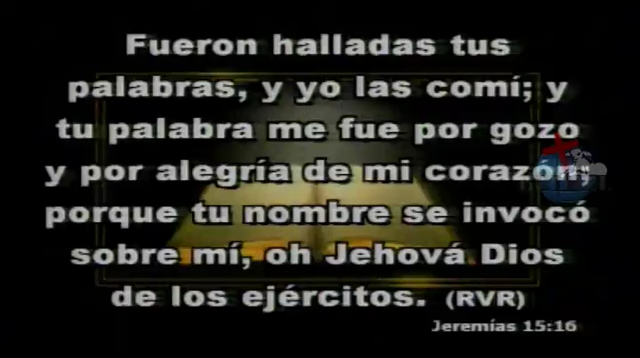 Fueron halladas tus
palabras, y yo las comí; y
tu palabra me fue por gozo
y por alegría de mi corazón;
porque tu nombre se invocó
sobre mí, oh Jehová Dios
de los ejércitos. (RVR)
Jeremías 15:16